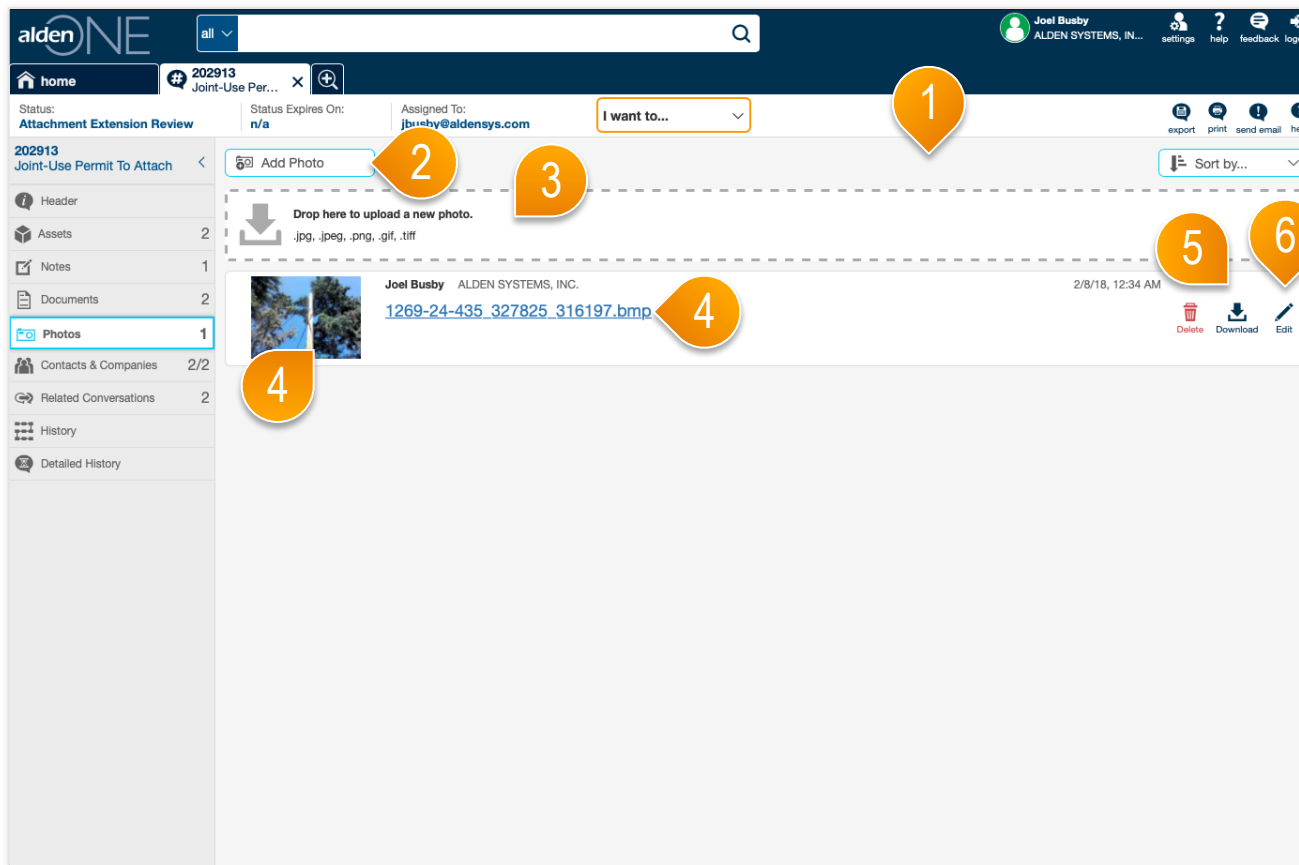 alden ONE
all
Joel Busby
ALDEN SYSTEMS, IN...
settings help feedback
home
202913
Joint-Use Per...
Status:
Attachment Extension Review
Status Expires On:
n/a
Assigned To:
jbusby@aldensys.com
I want to...
export print send email
1
202913
Joint-Use Permit To Attach
Add Photo
2
3
Sort by...
Header
Assets 2
Notes 1
Documents 2
Photos 1
Contacts & Companies 2/2
Related Conversations 2
History
Detailed History
Drop here to upload a new photo.
.jpg, .jpeg, .png, .gif, .tiff
5
6
Joel Busby ALDEN SYSTEMS, INC.
2/8/18, 12:34 AM
1269-24-435_327825_316197.bmp
4
Delete Download Edit
4